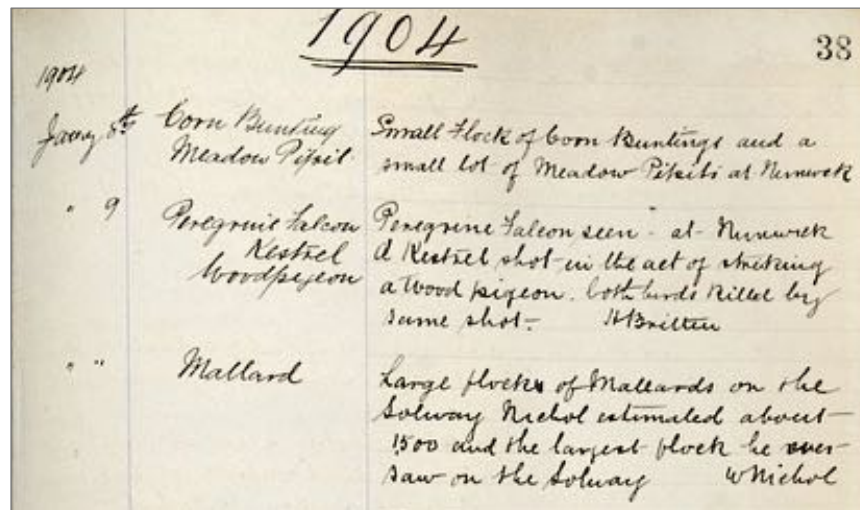 1904
38
1904
Jany 8th Corn Bunting Small Flock of Corn Buntings and a
Meadow Pipit. small lot of Meadow Pipits at Nunwick
" 9 Peregrine Falcon Peregrine Falcon seen at Nunwick
Kestrel a Kestrel shot in the act of striking
Woodpigeon a Wood pigeon. both birds killed by
same shot - H Britten
" " Mallard Large flocks of Mallards on the
Solway Nichol estimated about
1500 and the largest flock he ever
saw on the Solway W Nichol